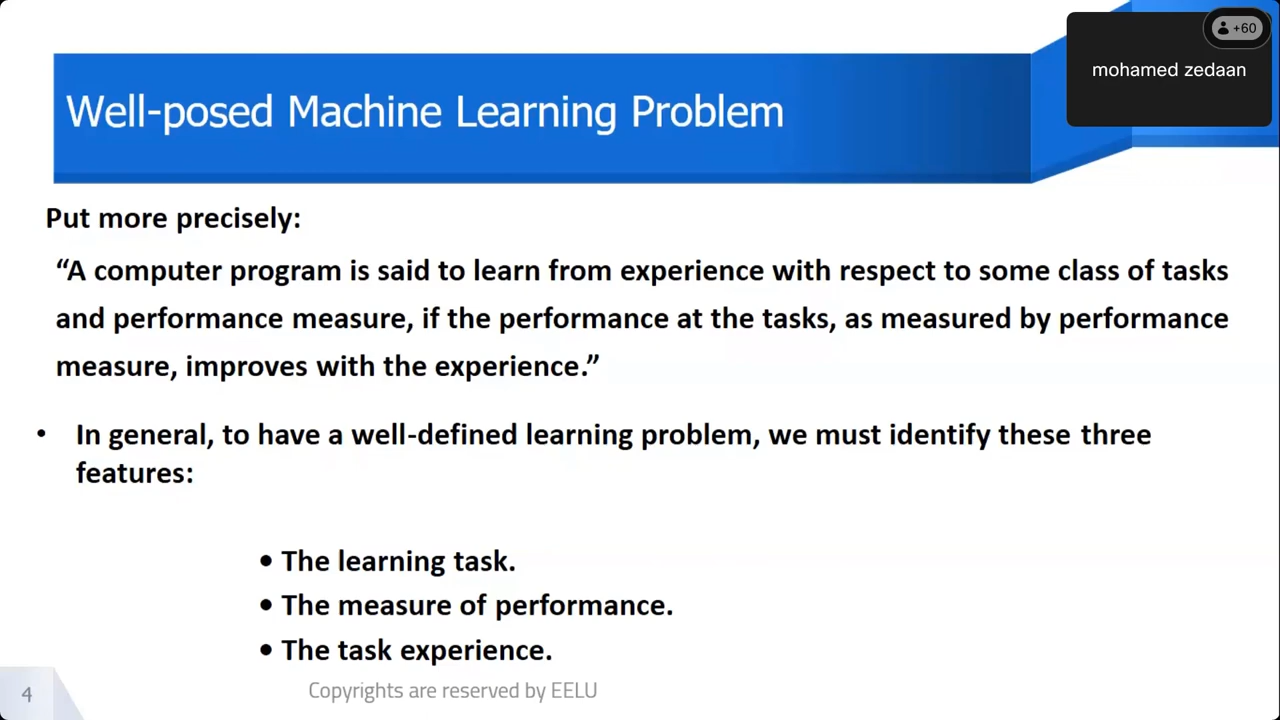 +60
mohamed zedaan
Well-posed Machine Learning Problem
Put more precisely:
“A computer program is said to learn from experience with respect to some class of tasks
and performance measure, if the performance at the tasks, as measured by performance
measure, improves with the experience.”
• In general, to have a well-defined learning problem, we must identify these three
features:
• The learning task.
• The measure of performance.
• The task experience.
4
Copyrights are reserved by EELU